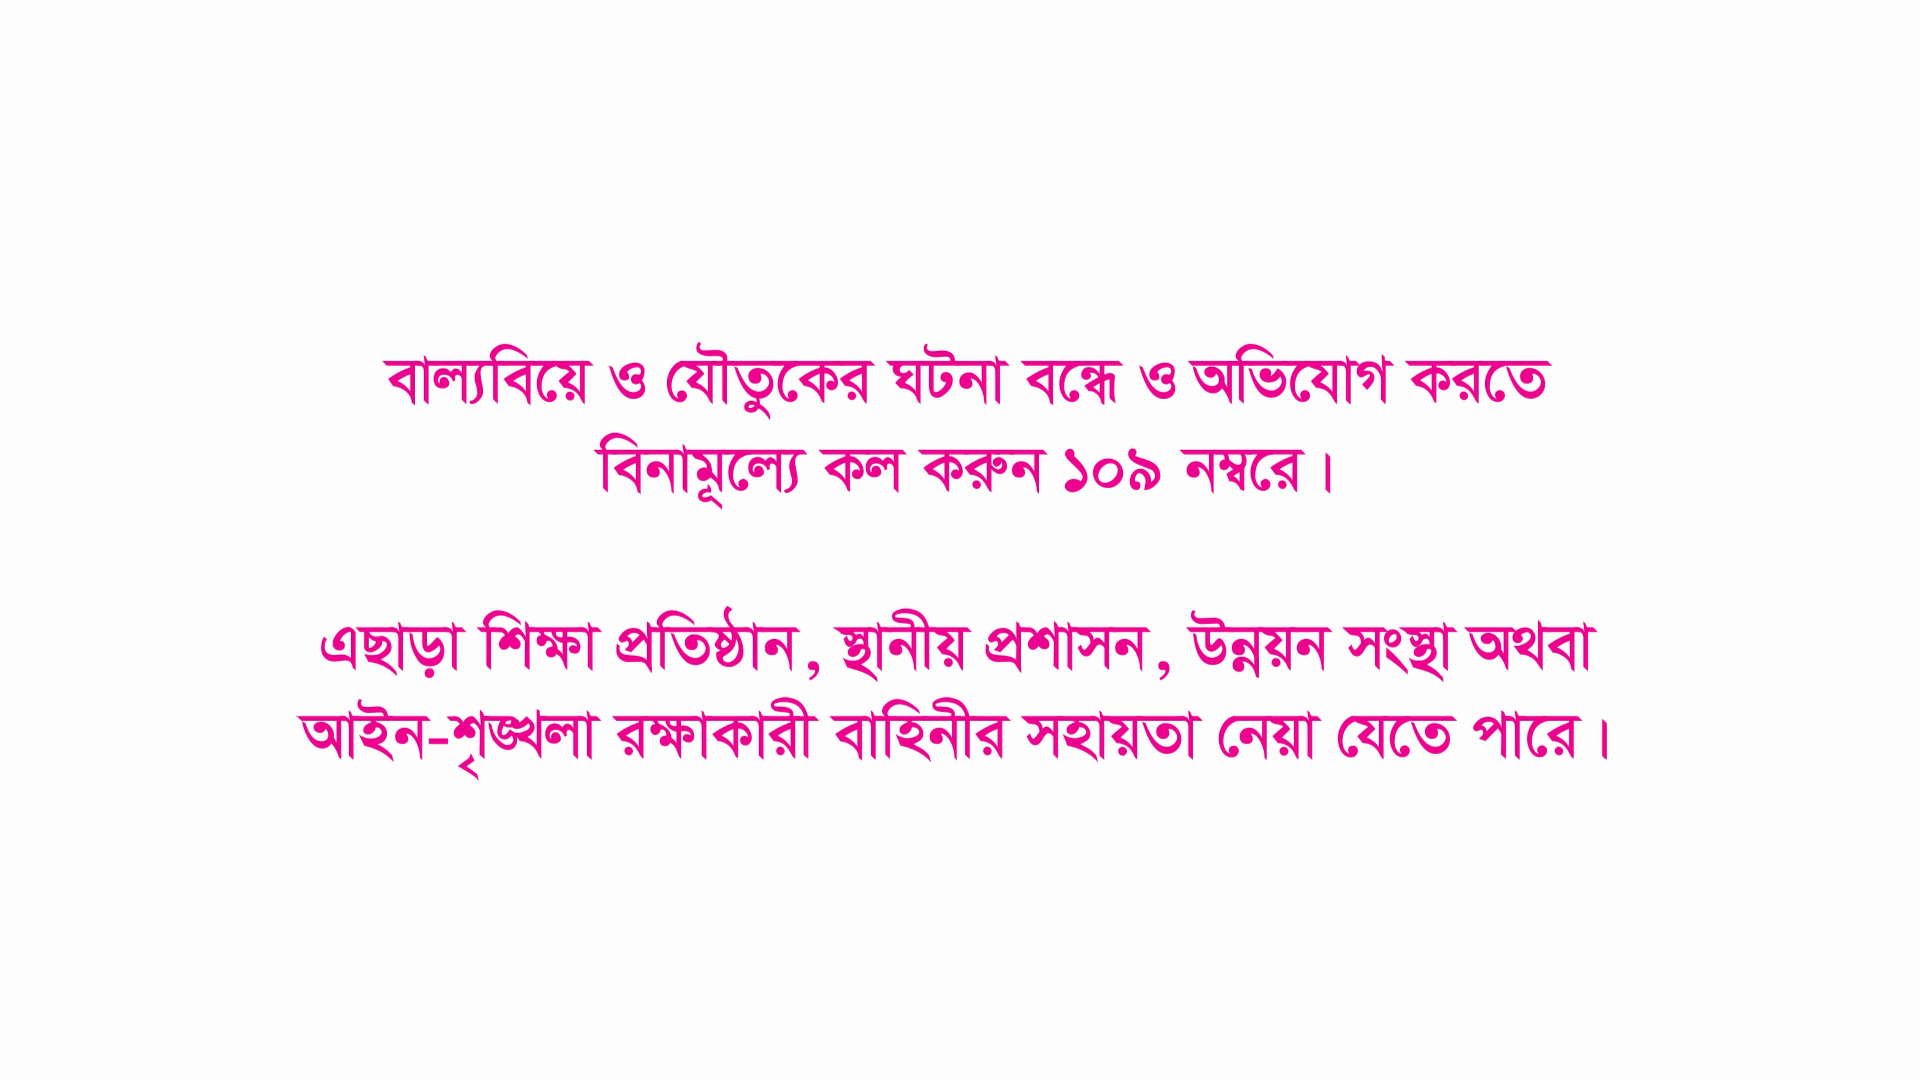 বাল্যবিয়ে ও যৌতুকের ঘটনা বন্ধে ও অভিযোগ করতে
বিনামূল্যে কল করুন ১০৯ নম্বরে।
এছাড়া শিক্ষা প্রতিষ্ঠান, স্থানীয় প্রশাসন, উন্নয়ন সংস্থা অথবা
আইন-শৃঙ্খলা রক্ষাকারী বাহিনীর সহায়তা নেয়া যেতে পারে।